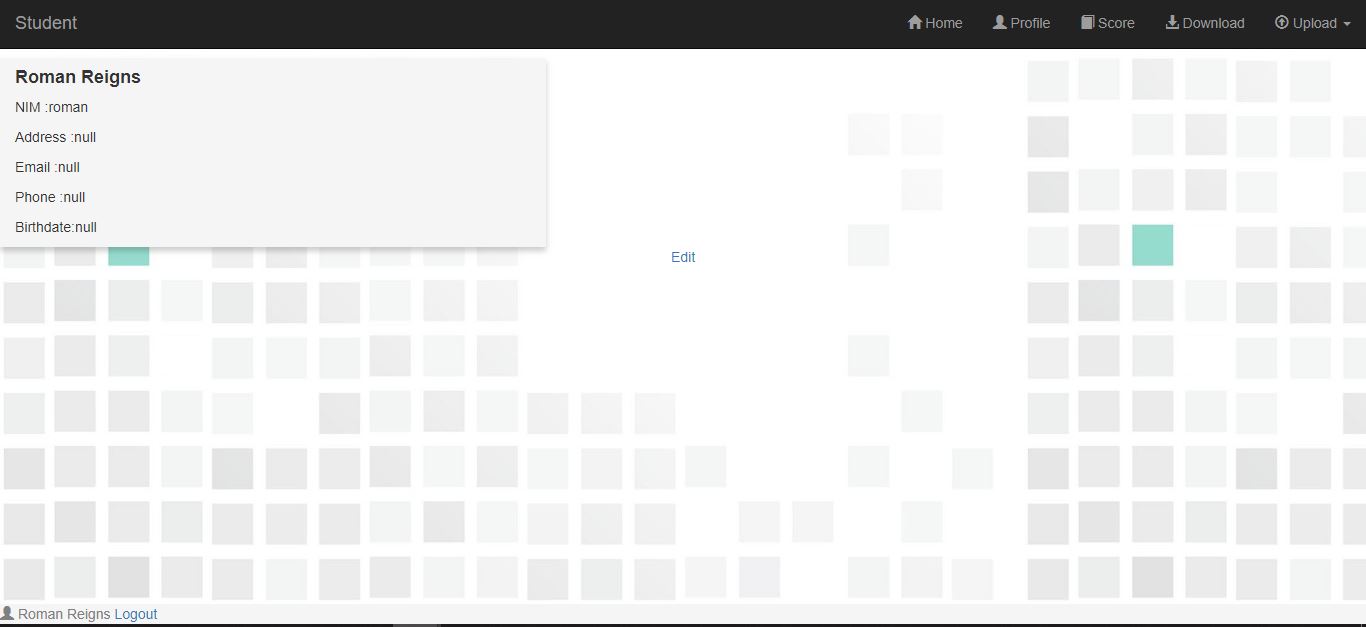 Student Home Profile Score Download Upload
Roman Reigns
NIM :roman
Address :null
Email :null
Phone :null
Birthdate:null
Edit
Roman Reigns Logout